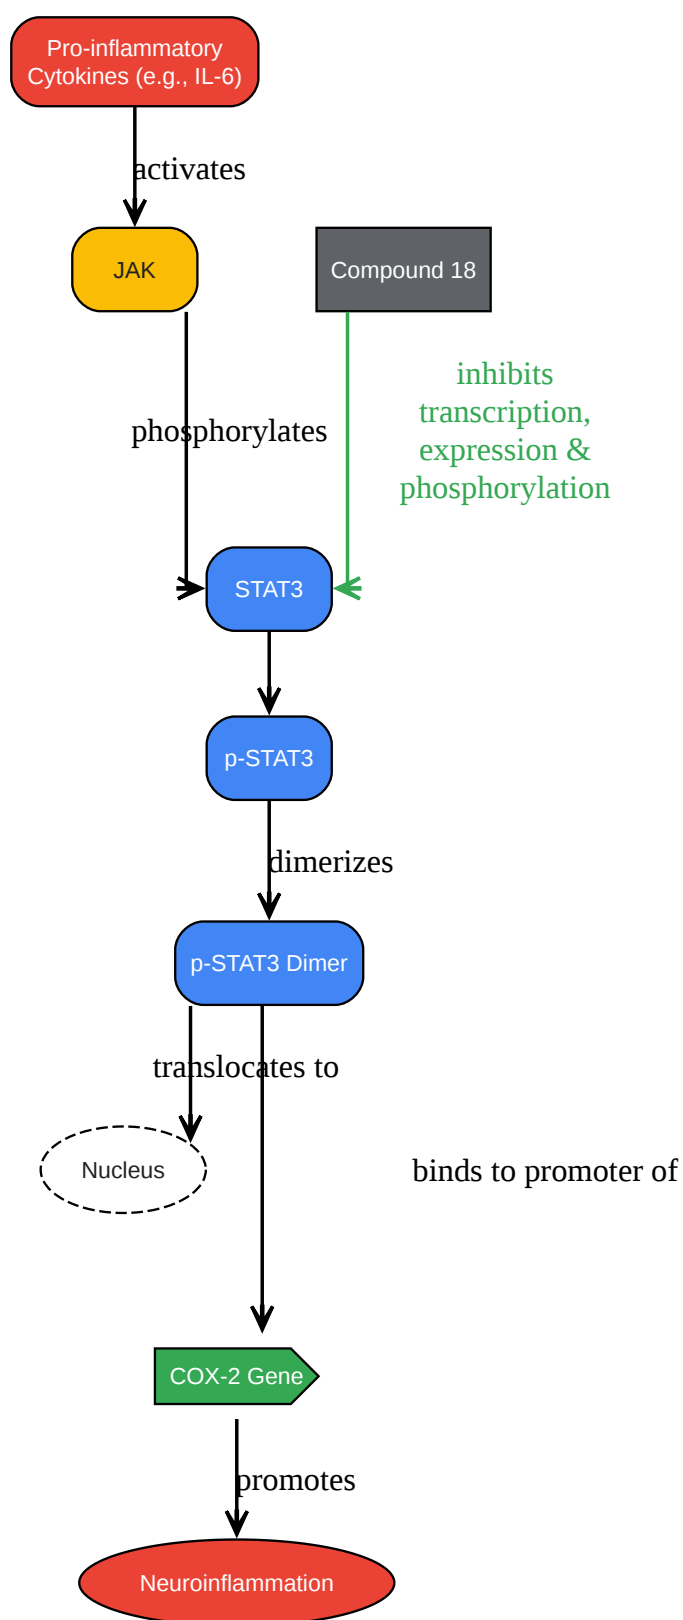 Pro-inflammatory
Cytokines (e.g., IL-6)
activates
JAK
Compound 18
inhibits
transcription,
expression &
phosphorylation
phosphorylates
STAT3
p-STAT3
dimerizes
p-STAT3 Dimer
translocates to
Nucleus
binds to promoter of
COX-2 Gene
promotes
Neuroinflammation